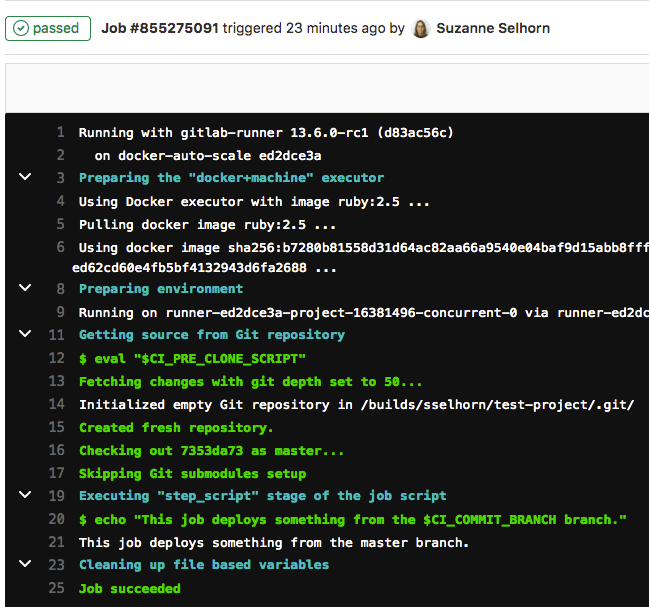 passed Job #855275091 triggered 23 minutes ago by Suzanne Selhorn
1 Running with gitlab-runner 13.6.0-rc1 (d83ac56c)
2 on docker-auto-scale ed2dce3a
3 Preparing the "docker+machine" executor
4 Using Docker executor with image ruby:2.5 ...
5 Pulling docker image ruby:2.5 ...
6 Using docker image sha256:b7280b81558d31d64ac82aa66a9540e04baf9d15abb8fff
ed62cd60e4fb5bf4132943d6fa2688 ...
8 Preparing environment
9 Running on runner-ed2dce3a-project-16381496-concurrent-0 via runner-ed2dc
11 Getting source from Git repository
12 $ eval "$CI_PRE_CLONE_SCRIPT"
13 Fetching changes with git depth set to 50...
14 Initialized empty Git repository in /builds/sselhorn/test-project/.git/
15 Created fresh repository.
16 Checking out 7353da73 as master...
17 Skipping Git submodules setup
19 Executing "step_script" stage of the job script
20 $ echo "This job deploys something from the $CI_COMMIT_BRANCH branch."
21 This job deploys something from the master branch.
23 Cleaning up file based variables
25 Job succeeded